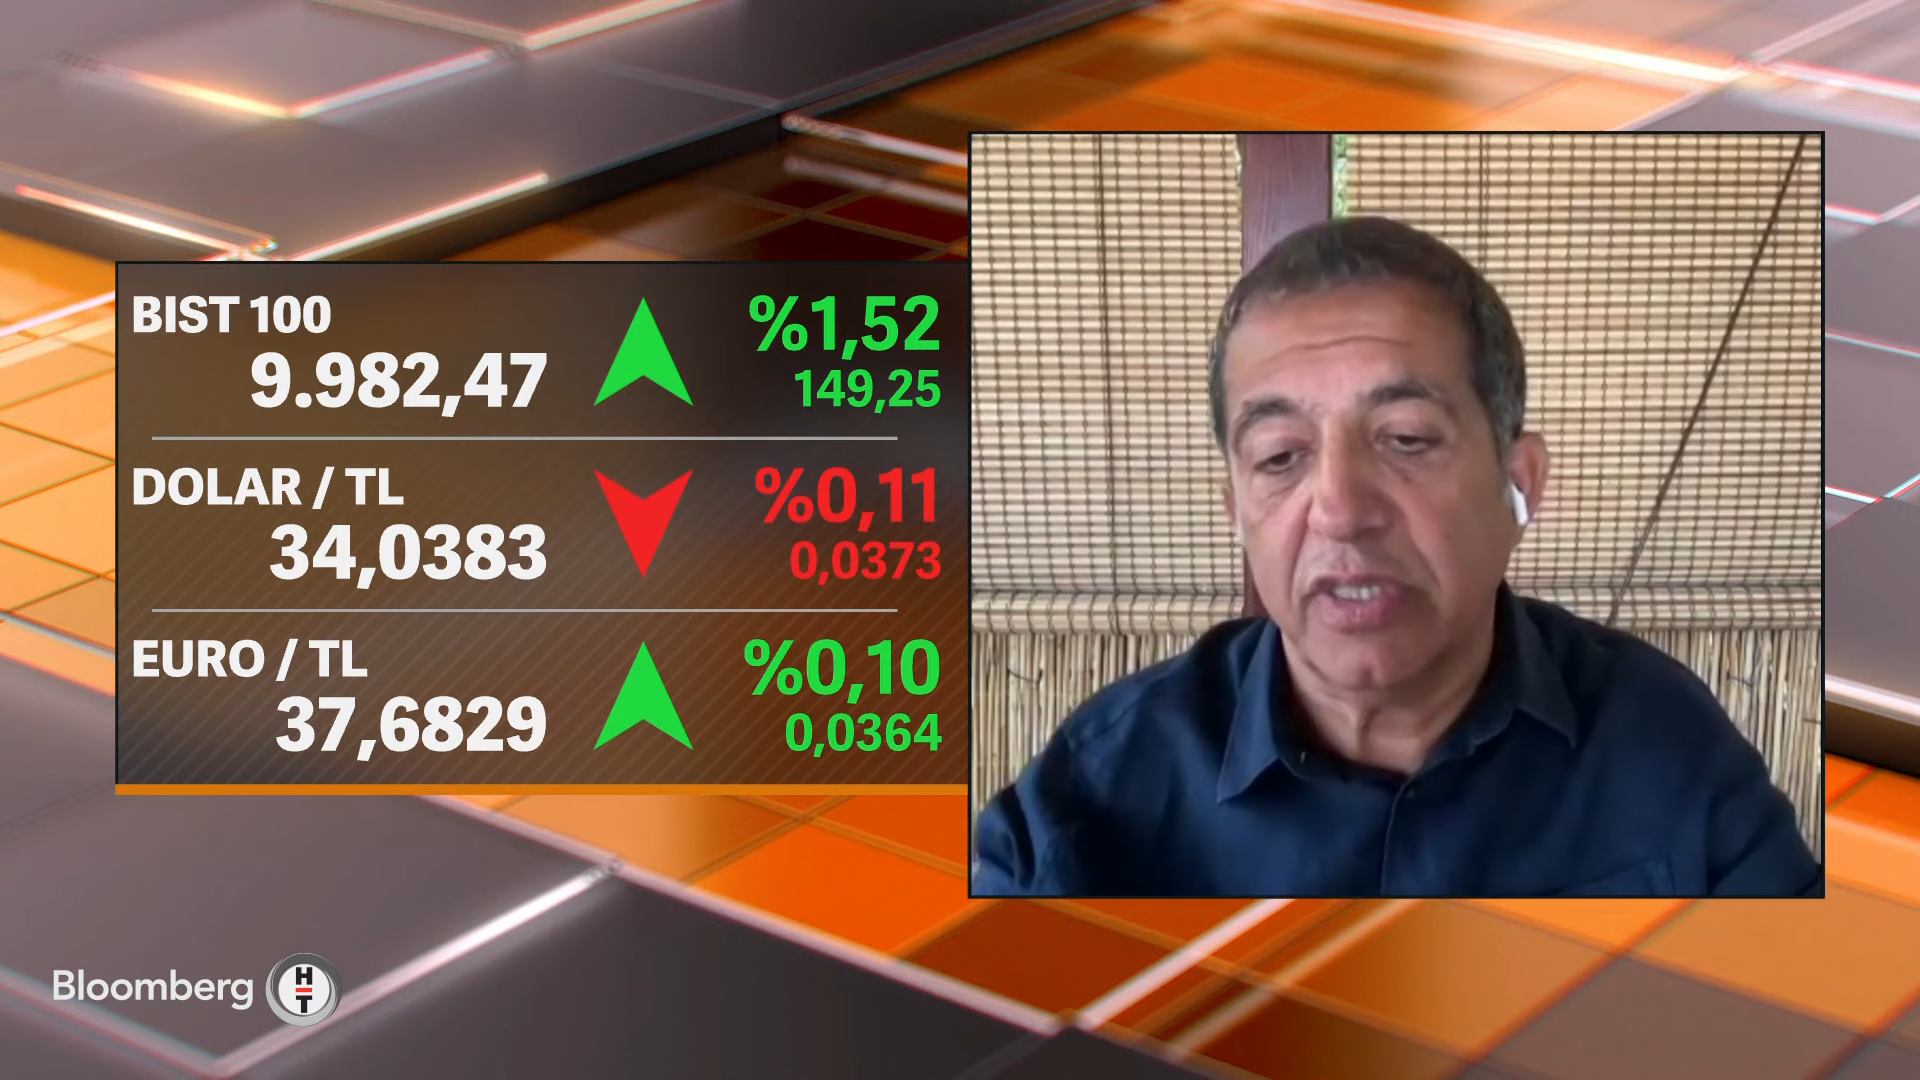 BIST 100
9.982,47
%1,52
149,25
DOLAR / TL
34,0383
%0,11
0,0373
EURO / TL
37,6829
%0,10
0,0364
Bloomberg HT